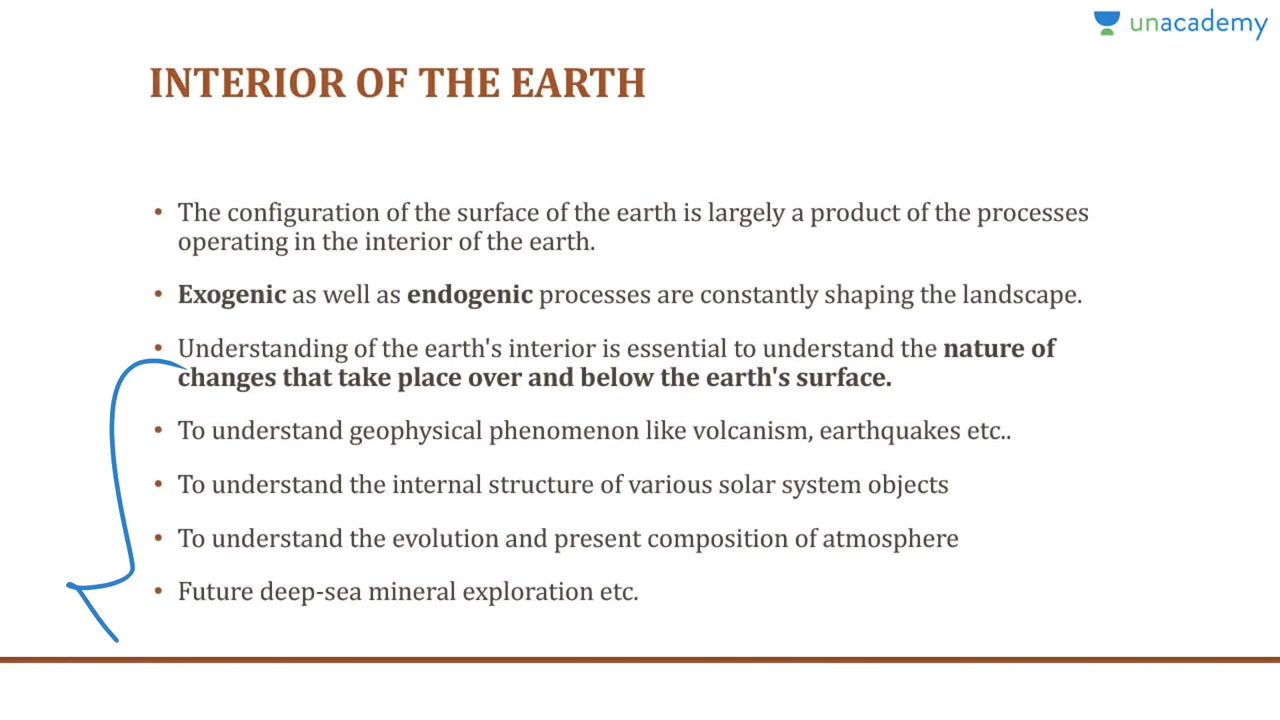 unacademy
INTERIOR OF THE EARTH
• The configuration of the surface of the earth is largely a product of the processes
operating in the interior of the earth.
• Exogenic as well as endogenic processes are constantly shaping the landscape.
• Understanding of the earth's interior is essential to understand the nature of
changes that take place over and below the earth's surface.
• To understand geophysical phenomenon like volcanism, earthquakes etc..
• To understand the internal structure of various solar system objects
• To understand the evolution and present composition of atmosphere
• Future deep-sea mineral exploration etc.